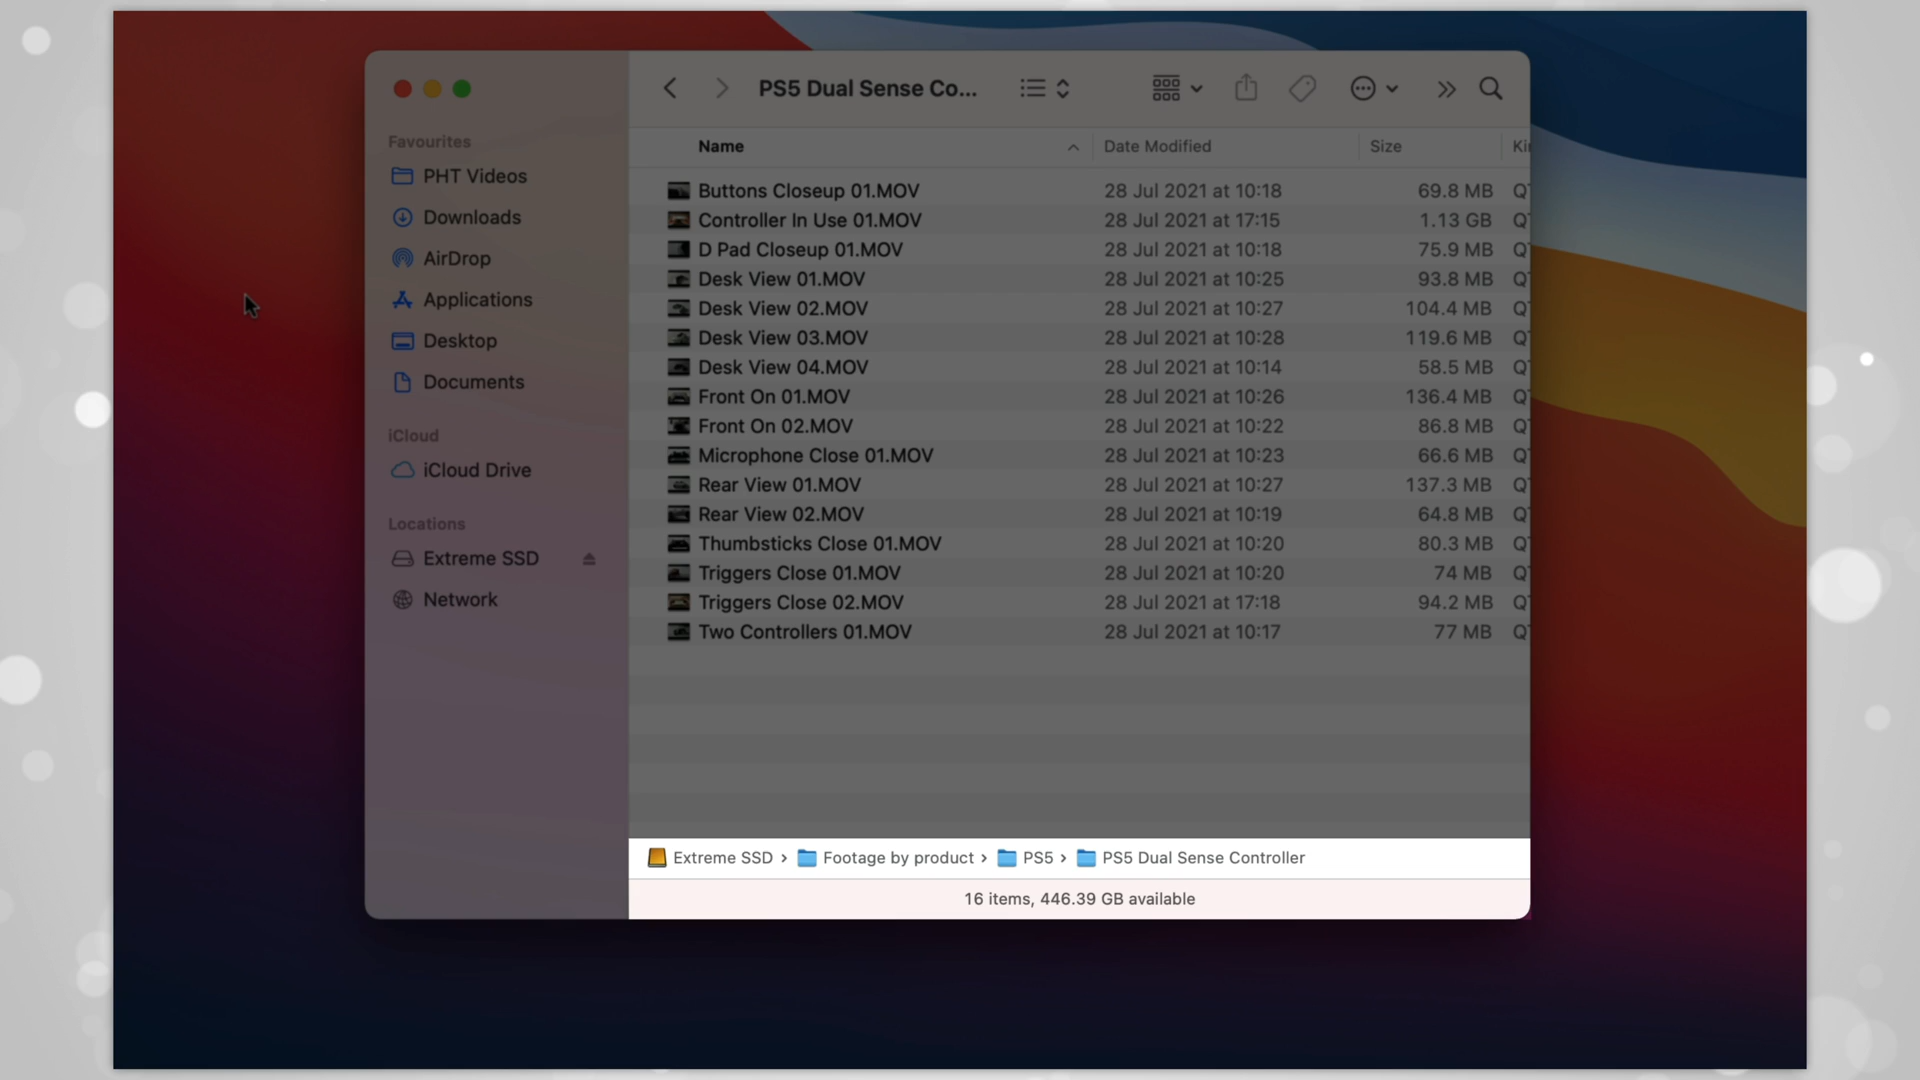 PS5 Dual Sense Co...
Favourites
PHT Videos
Downloads
AirDrop
Applications
Desktop
Documents
iCloud
iCloud Drive
Locations
Extreme SSD
Network
Name Date Modified Size Ki
Buttons Closeup 01.MOV 28 Jul 2021 at 10:18 69.8 MB Q
Controller In Use 01.MOV 28 Jul 2021 at 17:15 1.13 GB Q
D Pad Closeup 01.MOV 28 Jul 2021 at 10:18 75.9 MB Q
Desk View 01.MOV 28 Jul 2021 at 10:25 93.8 MB Q
Desk View 02.MOV 28 Jul 2021 at 10:27 104.4 MB Q
Desk View 03.MOV 28 Jul 2021 at 10:28 119.6 MB Q
Desk View 04.MOV 28 Jul 2021 at 10:14 58.5 MB Q
Front On 01.MOV 28 Jul 2021 at 10:26 136.4 MB Q
Front On 02.MOV 28 Jul 2021 at 10:22 86.8 MB Q
Microphone Close 01.MOV 28 Jul 2021 at 10:23 66.6 MB Q
Rear View 01.MOV 28 Jul 2021 at 10:27 137.3 MB Q
Rear View 02.MOV 28 Jul 2021 at 10:19 64.8 MB Q
Thumbsticks Close 01.MOV 28 Jul 2021 at 10:20 80.3 MB Q
Triggers Close 01.MOV 28 Jul 2021 at 10:20 74 MB Q
Triggers Close 02.MOV 28 Jul 2021 at 17:18 94.2 MB Q
Two Controllers 01.MOV 28 Jul 2021 at 10:17 77 MB Q
Extreme SSD › Footage by product › PS5 › PS5 Dual Sense Controller
16 items, 446.39 GB available